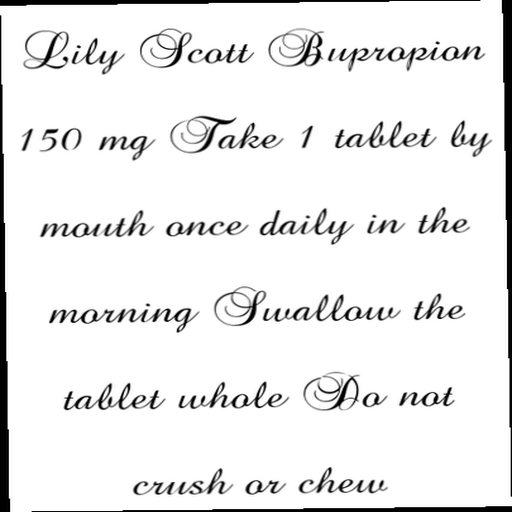 Lily Scott Bupropion
150 mg Take 1 tablet by
mouth once daily in the
morning Swallow the
tablet whole Do not
crush or chew